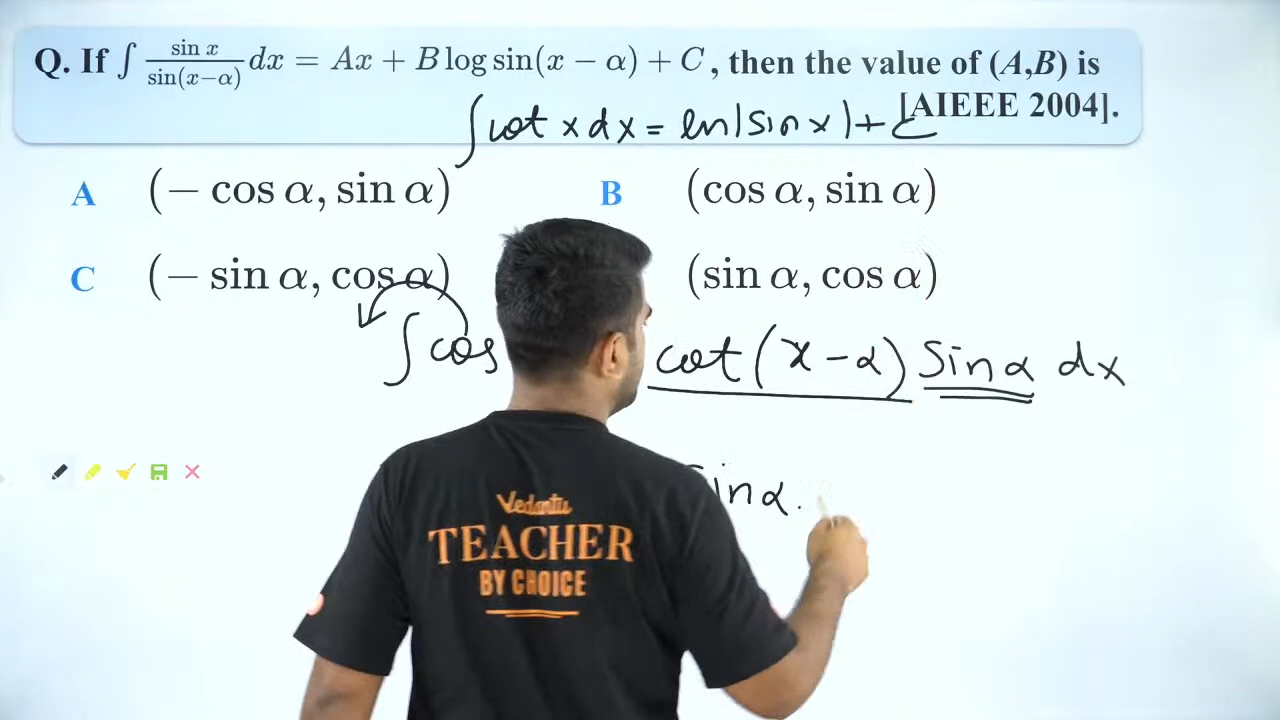 Q. If ∫ sin x / sin(x−α) dx = Ax + B log sin(x − α) + C, then the value of (A,B) is
[AIEEE 2004].
∫ cot x dx = ln|sin x| + C
A (− cos α, sin α) B (cos α, sin α)
C (− sin α, cos α) (sin α, cos α)
∫ cos cot(x − α) sin α dx
sin α.
Vedantu
TEACHER
BY CHOICE